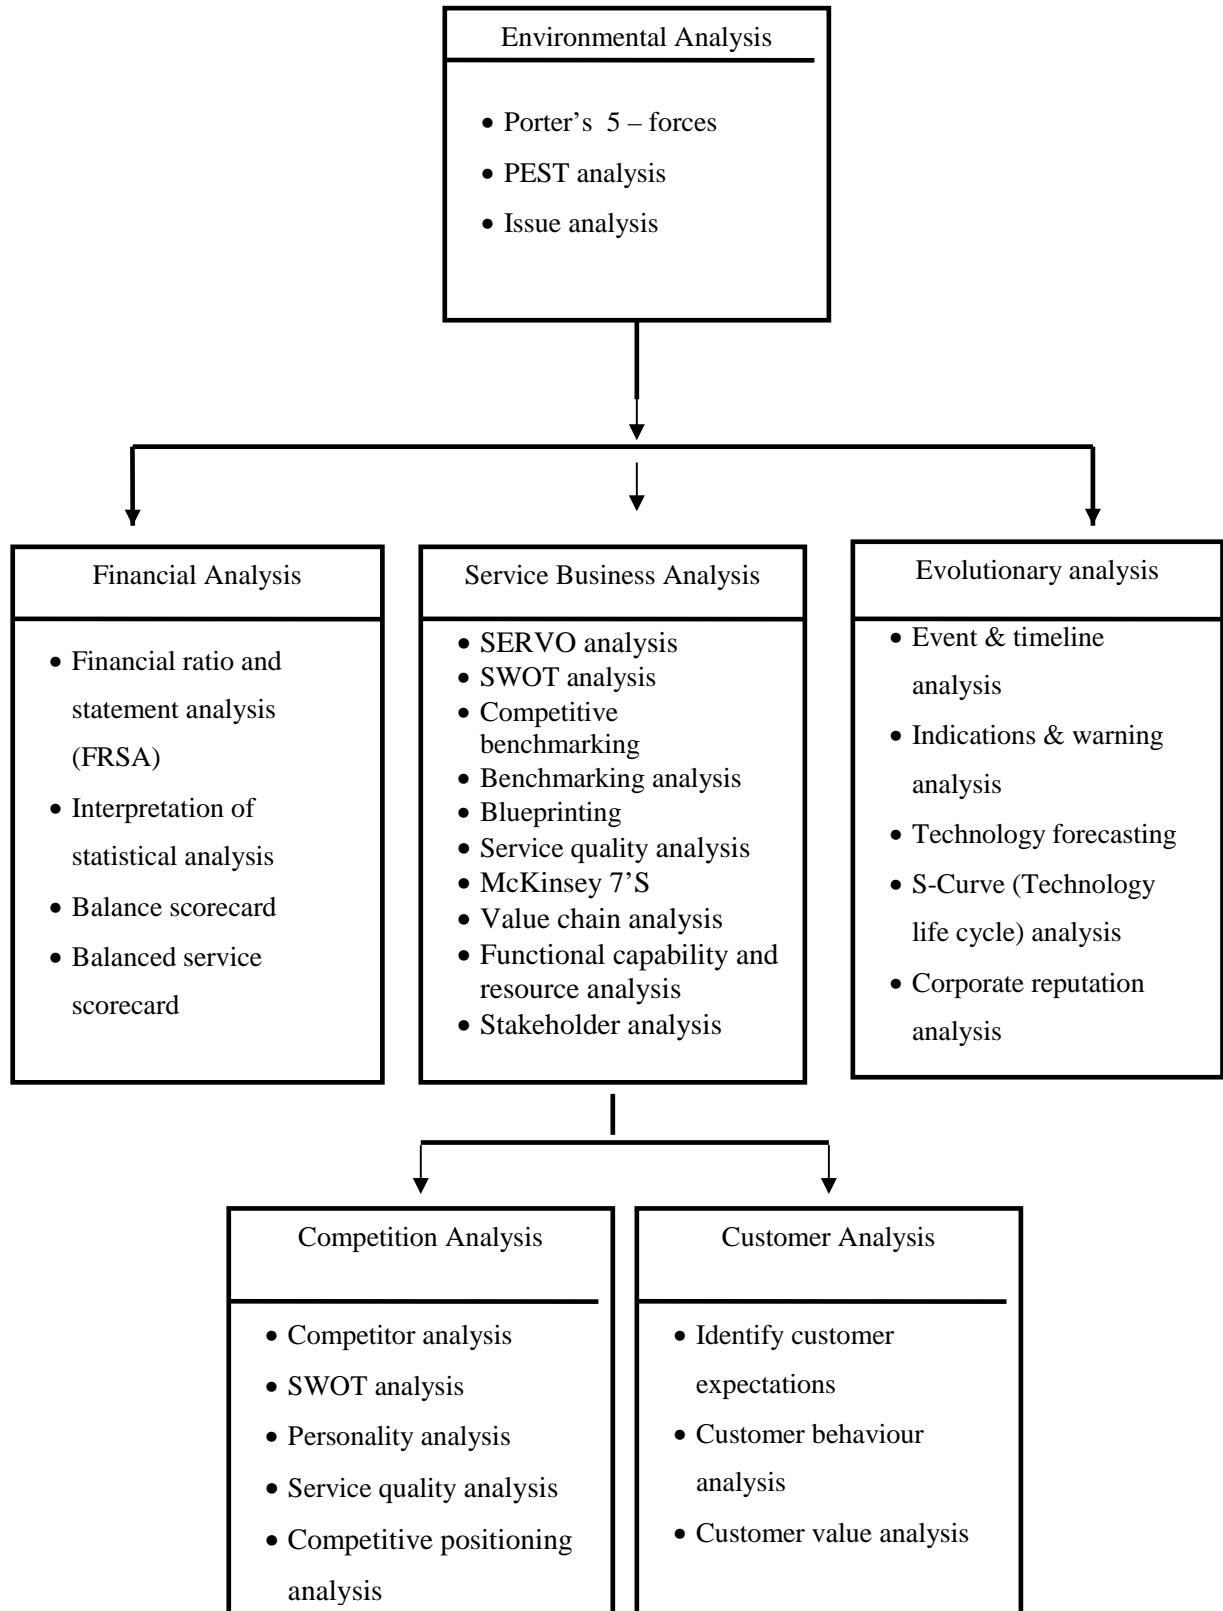 Environmental Analysis
• Porter’s 5 – forces
• PEST analysis
• Issue analysis
Financial Analysis
• Financial ratio and
statement analysis
(FRSA)
• Interpretation of
statistical analysis
• Balance scorecard
• Balanced service
scorecard
Service Business Analysis
• SERVO analysis
• SWOT analysis
• Competitive
benchmarking
• Benchmarking analysis
• Blueprinting
• Service quality analysis
• McKinsey 7’S
• Value chain analysis
• Functional capability and
resource analysis
• Stakeholder analysis
Evolutionary analysis
• Event & timeline
analysis
• Indications & warning
analysis
• Technology forecasting
• S-Curve (Technology
life cycle) analysis
• Corporate reputation
analysis
Competition Analysis
• Competitor analysis
• SWOT analysis
• Personality analysis
• Service quality analysis
• Competitive positioning
analysis
Customer Analysis
• Identify customer
expectations
• Customer behaviour
analysis
• Customer value analysis